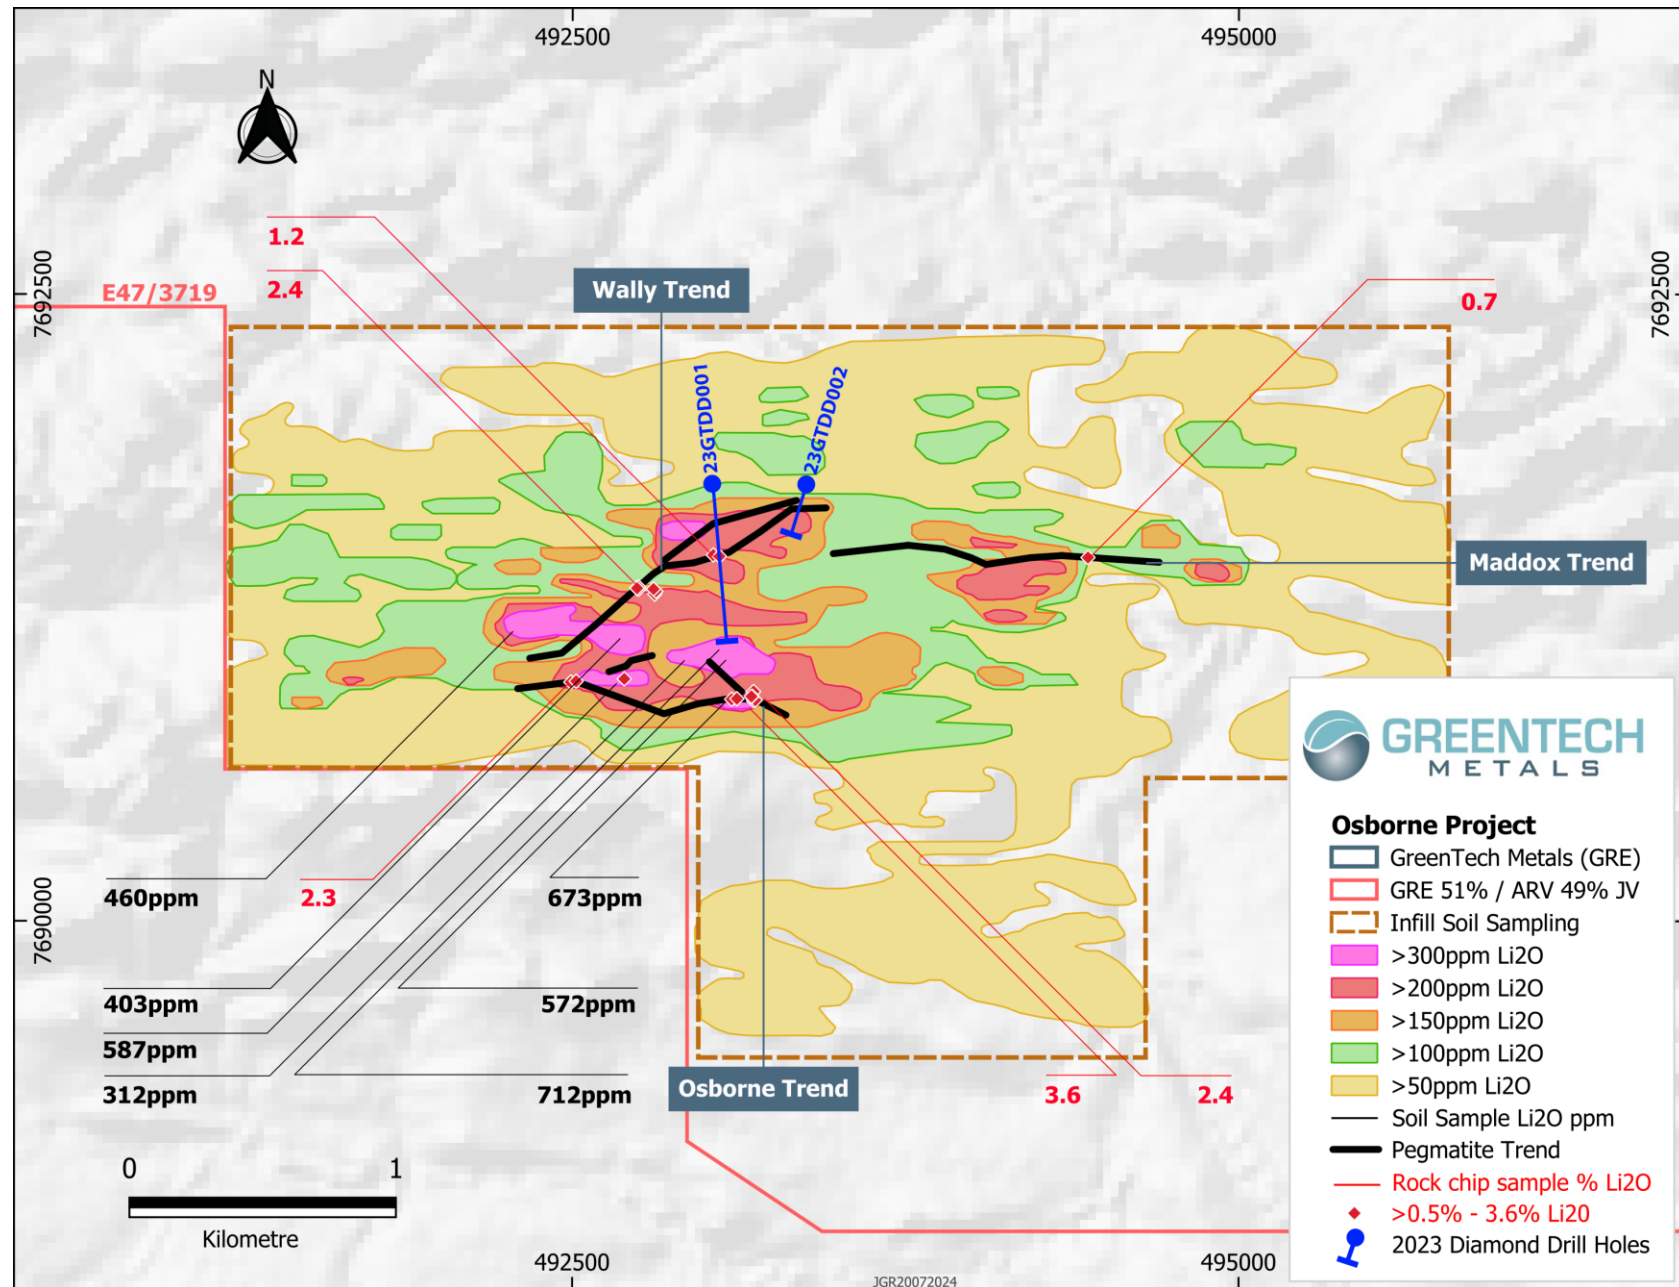 492500
495000
N
1.2
2.4
E47/3719
7692500
7692500
Wally Trend
0.7
23GTDD001
23GTDD002
Maddox Trend
460ppm
2.3
673ppm
7690000
403ppm
572ppm
587ppm
312ppm
712ppm
Osborne Trend
3.6
2.4
0
1
Kilometre
492500
495000
JGR20072024
GREENTECH
METALS
Osborne Project
GreenTech Metals (GRE)
GRE 51% / ARV 49% JV
Infill Soil Sampling
>300ppm Li2O
>200ppm Li2O
>150ppm Li2O
>100ppm Li2O
>50ppm Li2O
Soil Sample Li2O ppm
Pegmatite Trend
Rock chip sample % Li2O
>0.5% - 3.6% Li20
2023 Diamond Drill Holes